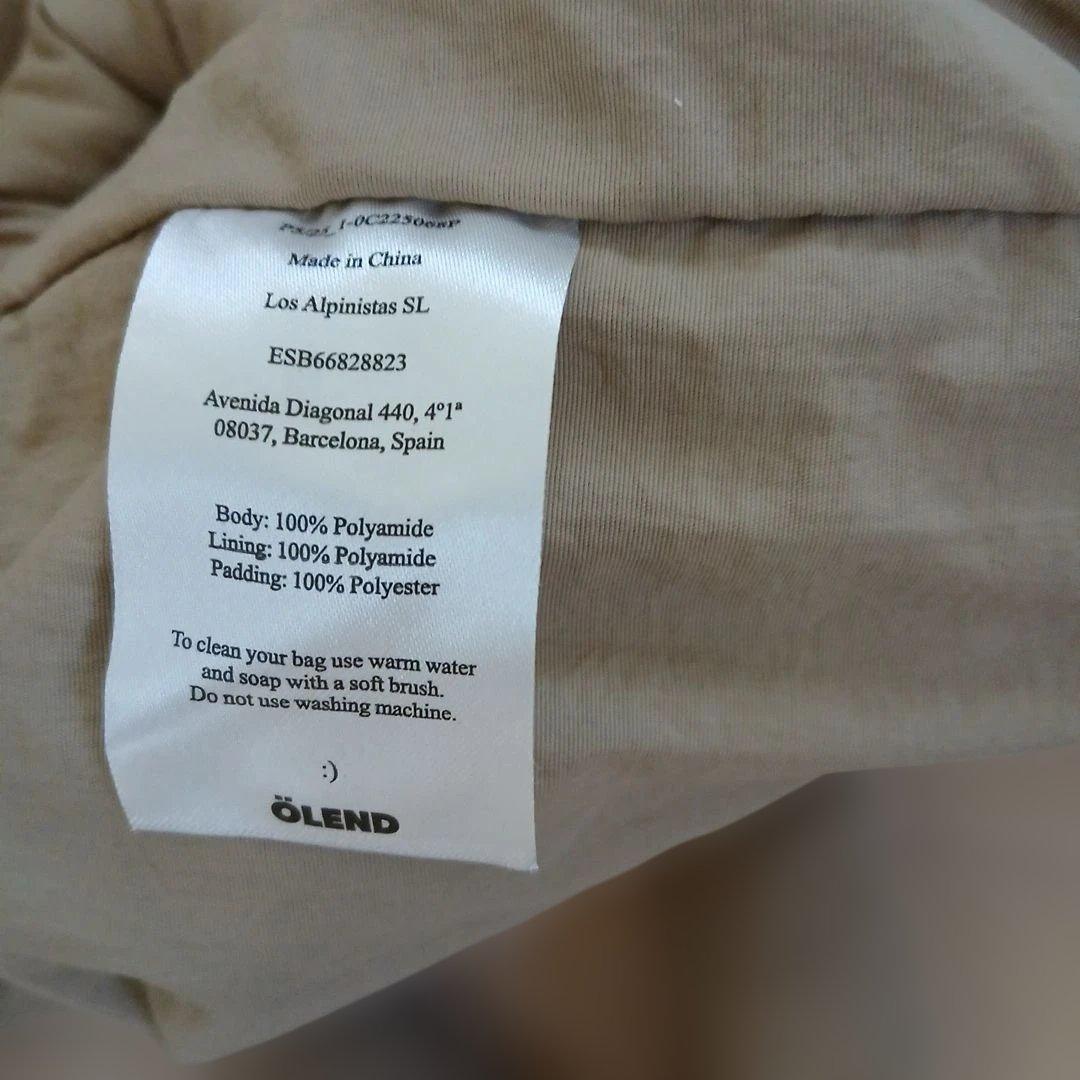 Made in China
Los Alpinistas SL
ESB66828823
Avenida Diagonal 440, 4º1ª
08037, Barcelona, Spain
Body: 100% Polyamide
Lining: 100% Polyamide
Padding: 100% Polyester
To clean your bag use warm water
and soap with a soft brush.
Do not use washing machine.
:)
ÖLEND